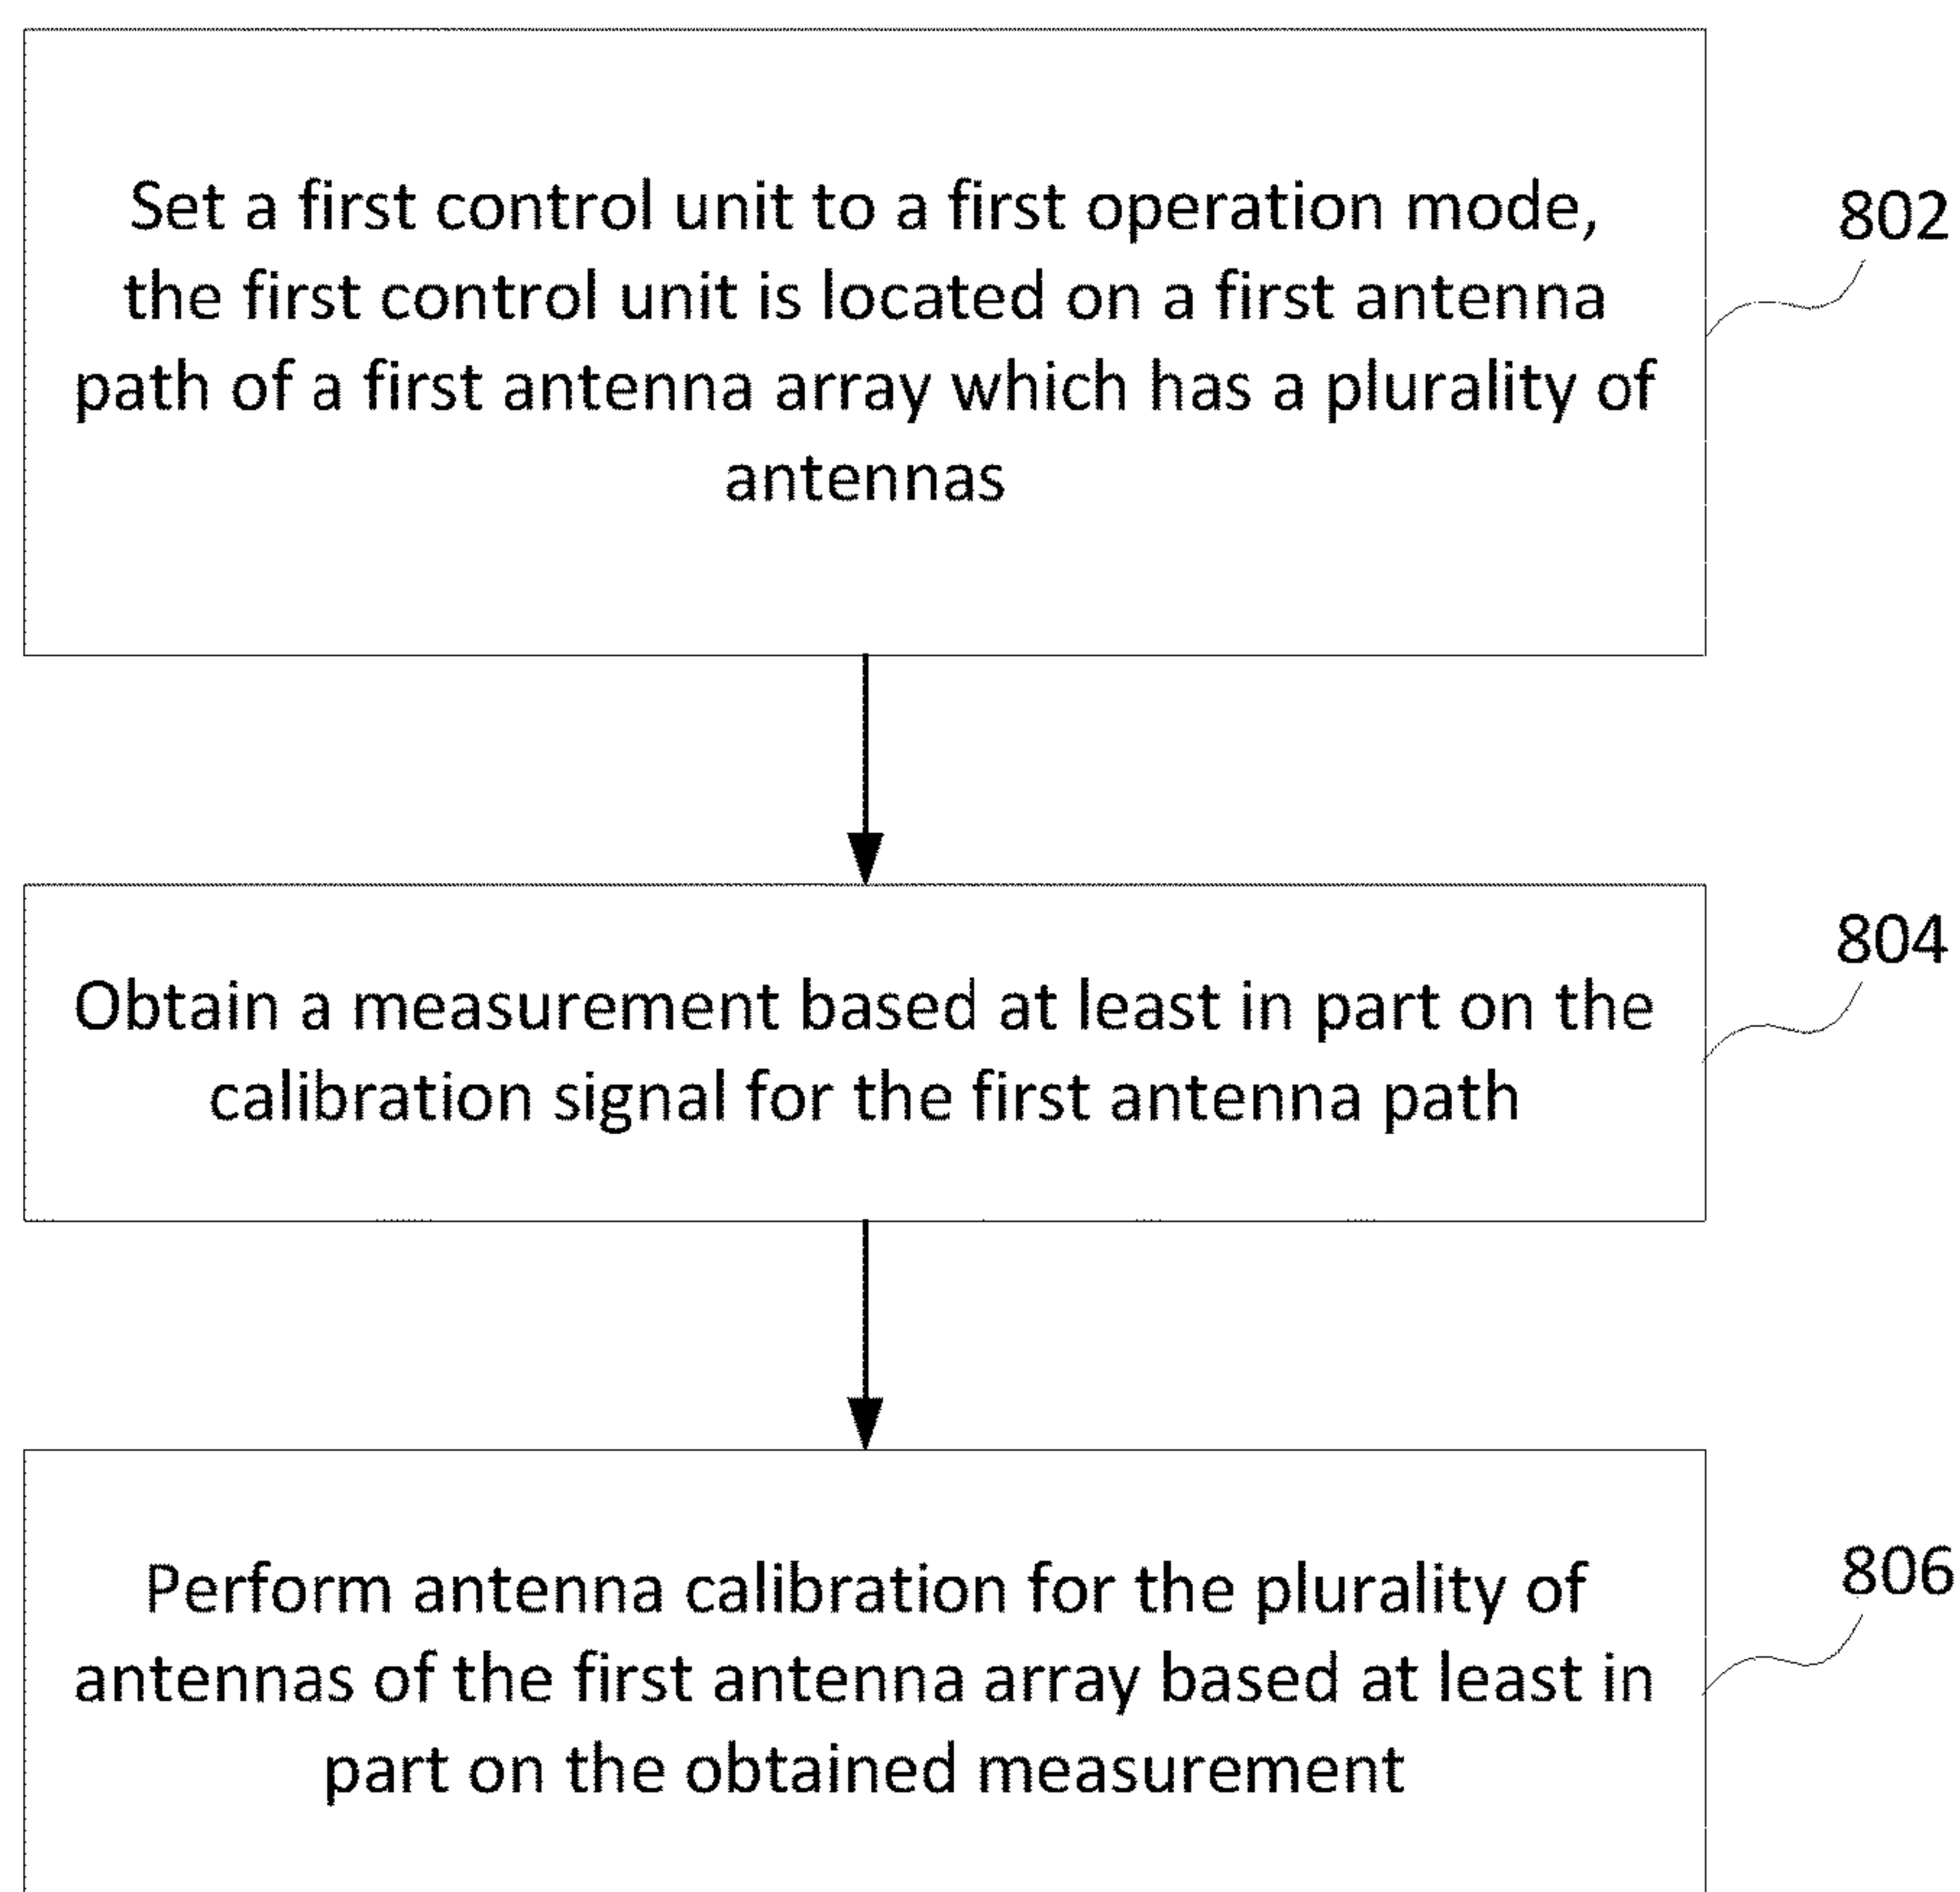 Set a first control unit to a first operation mode,
the first control unit is located on a first antenna
path of a first antenna array which has a plurality of
antennas
802
Obtain a measurement based at least in part on the
calibration signal for the first antenna path
804
Perform antenna calibration for the plurality of
antennas of the first antenna array based at least in
part on the obtained measurement
806